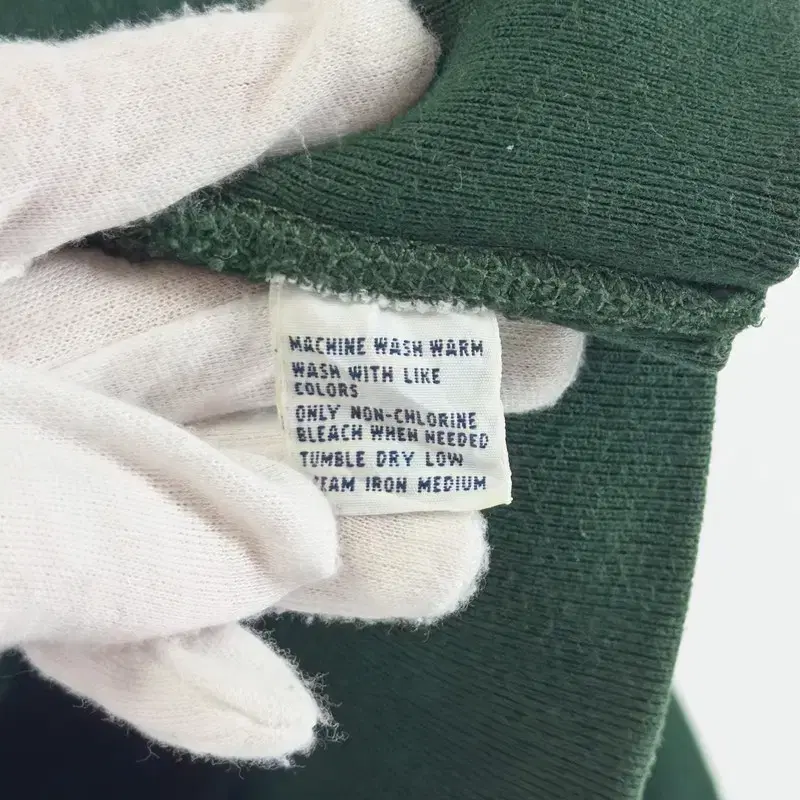 MACHINE WASH WARM
WASH WITH LIKE
COLORS
ONLY NON-CHLORINE
BLEACH WHEN NEEDED
TUMBLE DRY LOW
IRON MEDIUM